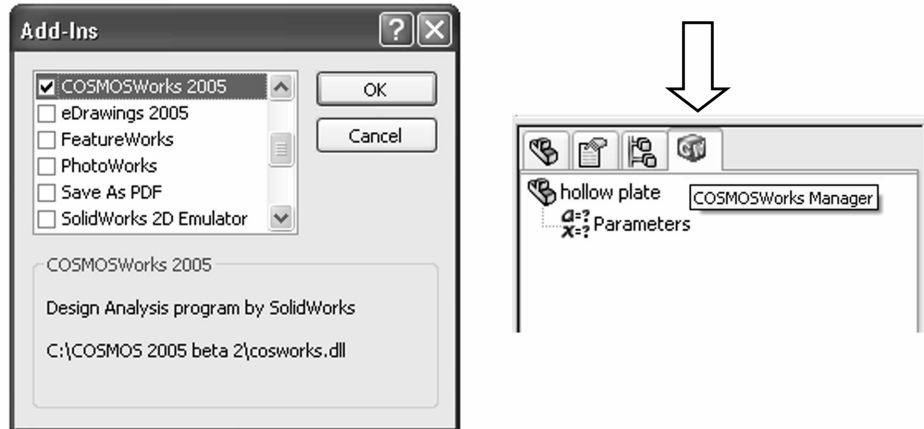 Add-Ins
COSMOSWorks 2005
eDrawings 2005
FeatureWorks
PhotoWorks
Save As PDF
SolidWorks 2D Emulator
OK
Cancel
COSMOSWorks 2005
Design Analysis program by SolidWorks
C:\COSMOS 2005 beta 2\cosworks.dll
hollow plate
COSMOSWorks Manager
a=?
x=?
Parameters